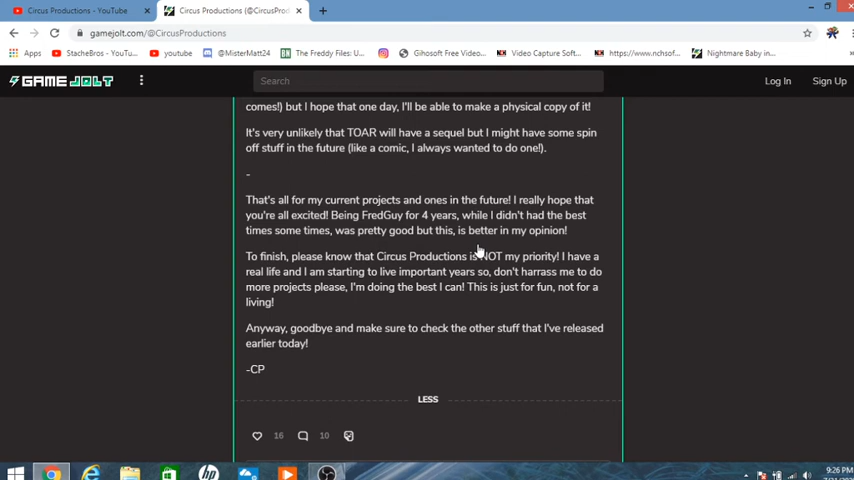 Circus Productions - YouTube
Circus Productions (@CircusProd
gamejolt.com/@CircusProductions
Apps
StacheBros - YouTu...
youtube
@MisterMatt24
The Freddy Files: U...
Gihosoft Free Video...
Video Capture Soft...
https://www.nchsof...
Nightmare Baby in...
GAME JOLT
Search
Log In
Sign Up
comes!) but I hope that one day, I'll be able to make a physical copy of it!
It's very unlikely that TOAR will have a sequel but I might have some spin
off stuff in the future (like a comic, I always wanted to do one!).
-
That's all for my current projects and ones in the future! I really hope that
you're all excited! Being FredGuy for 4 years, while I didn't had the best
times some times, was pretty good but this, is better in my opinion!
To finish, please know that Circus Productions is NOT my priority! I have a
real life and I am starting to live important years so, don't harrass me to do
more projects please, I'm doing the best I can! This is just for fun, not for a
living!
Anyway, goodbye and make sure to check the other stuff that I've released
earlier today!
-CP
LESS
16
10
hp
9:26 PM